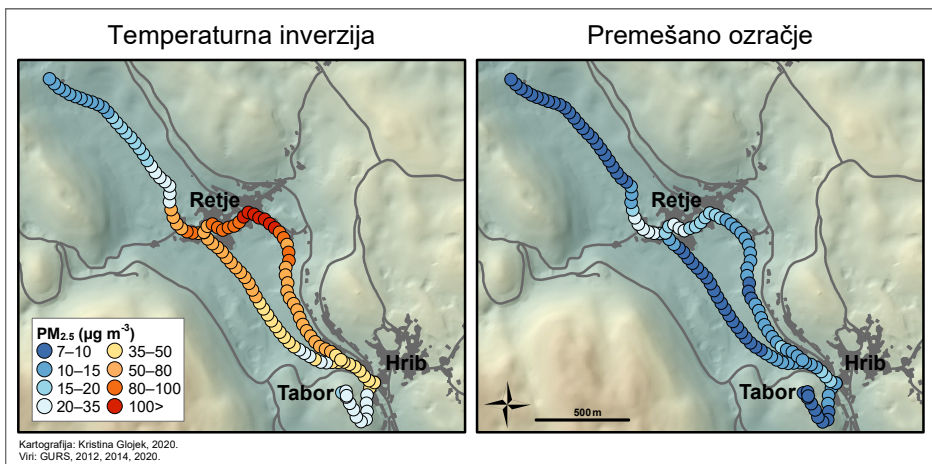 Temperaturna inverzija
Premešano ozračje
Retje
Hrib
Tabor
PM2.5 (µg m-3)
7–10
10–15
15–20
20–35
35–50
50–80
80–100
100>
Retje
Hrib
Tabor
500 m
Kartografija: Kristina Glojek, 2020.
Viri: GURS, 2012, 2014, 2020.